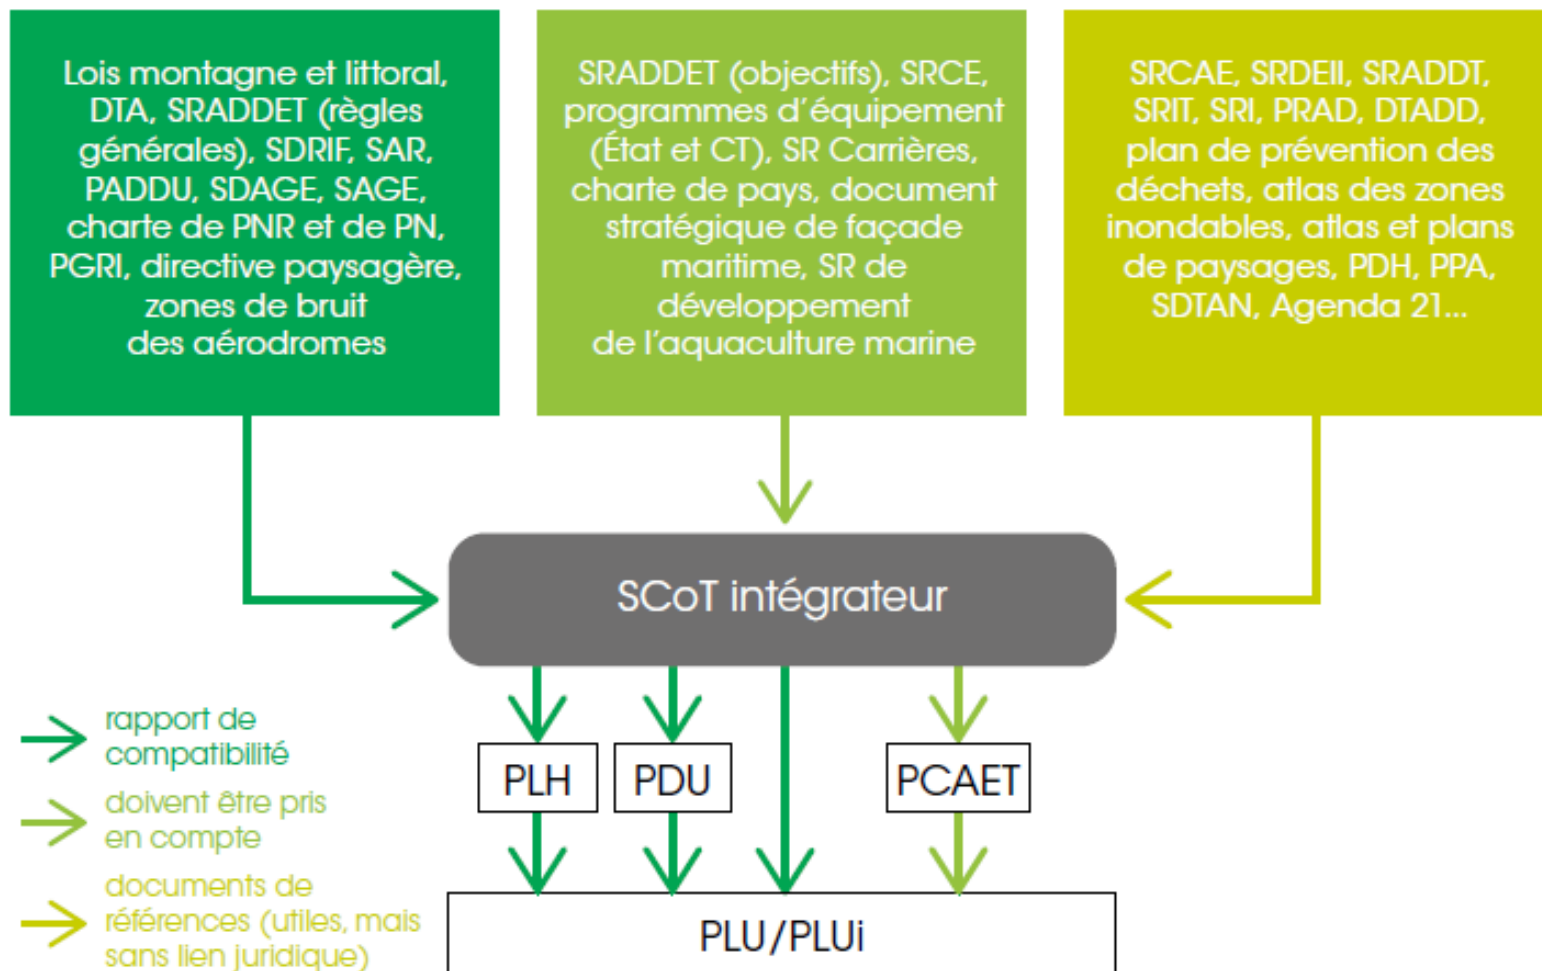 Lois montagne et littoral,
DTA, SRADDET (règles
générales), SDRIF, SAR,
PADDU, SDAGE, SAGE,
charte de PNR et de PN,
PGRI, directive paysagère,
zones de bruit
des aérodromes
SRADDET (objectifs), SRCE,
programmes d'équipement
(État et CT), SR Carrières,
charte de pays, document
stratégique de façade
maritime, SR de
développement
de l'aquaculture marine
SRCAE, SRDEII, SRADDT,
SRIT, SRI, PRAD, DTADD,
plan de prévention des
déchets, atlas des zones
inondables, atlas et plans
de paysages, PDH, PPA,
SDTAN, Agenda 21...
SCoT intégrateur
rapport de
compatibilité
doivent être pris
en compte
documents de
références (utiles, mais
sans lien juridique)
PLH
PDU
PCAET
PLU/PLUi